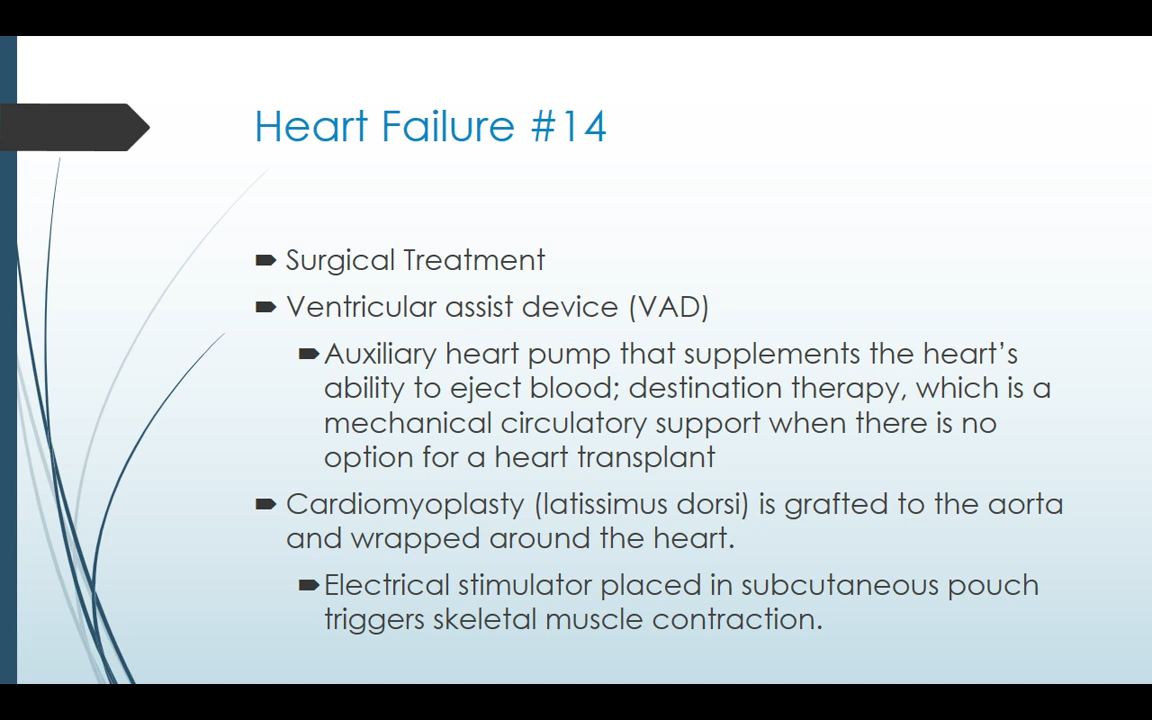 Heart Failure #14
Surgical Treatment
Ventricular assist device (VAD)
Auxiliary heart pump that supplements the heart’s
ability to eject blood; destination therapy, which is a
mechanical circulatory support when there is no
option for a heart transplant
Cardiomyoplasty (latissimus dorsi) is grafted to the aorta
and wrapped around the heart.
Electrical stimulator placed in subcutaneous pouch
triggers skeletal muscle contraction.